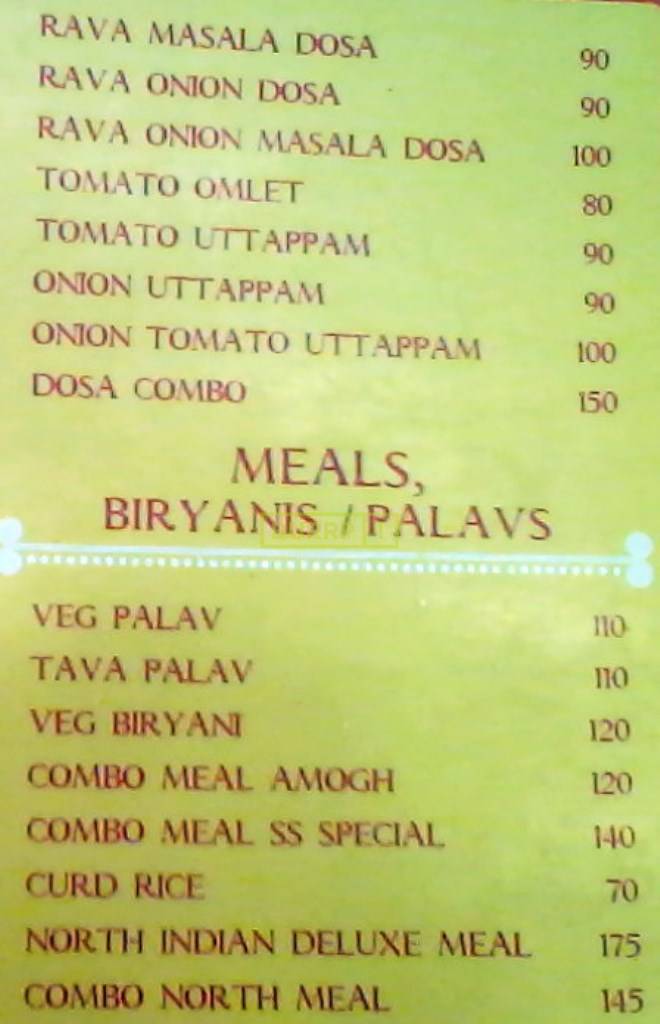 RAVA MASALA DOSA 90
RAVA ONION DOSA 90
RAVA ONION MASALA DOSA 100
TOMATO OMLET 80
TOMATO UTTAPPAM 90
ONION UTTAPPAM 90
ONION TOMATO UTTAPPAM 100
DOSA COMBO 150
MEALS,
BIRYANIS / PALAVS
VEG PALAV 110
TAVA PALAV 110
VEG BIRYANI 120
COMBO MEAL AMOGH 120
COMBO MEAL SS SPECIAL 140
CURD RICE 70
NORTH INDIAN DELUXE MEAL 175
COMBO NORTH MEAL 145